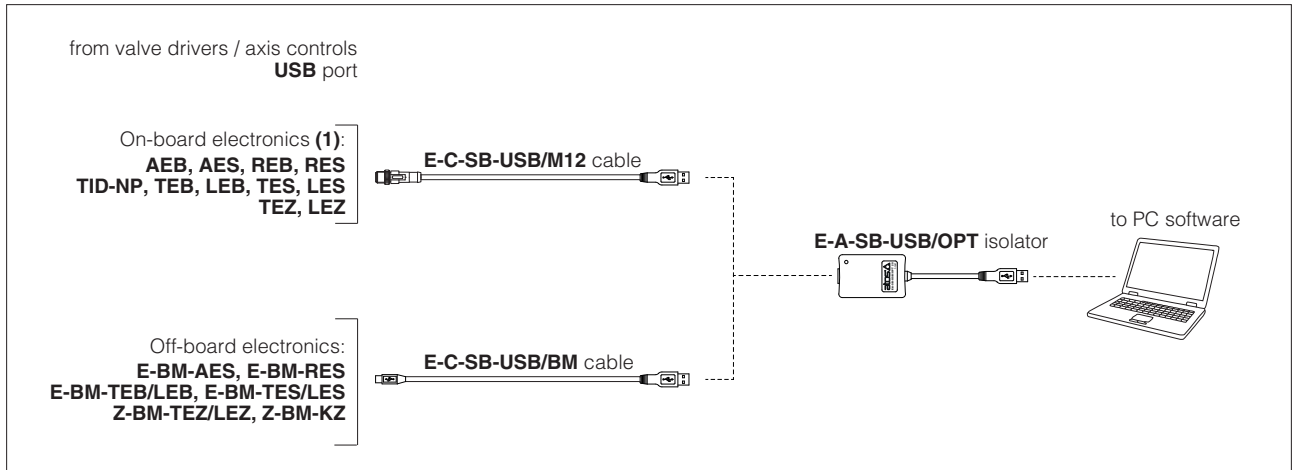 from valve drivers / axis controls
USB port
On-board electronics (1):
AEB, AES, REB, RES
TID-NP, TEB, LEB, TES, LES
TEZ, LEZ
E-C-SB-USB/M12 cable
E-A-SB-USB/OPT isolator
atos
to PC software
Off-board electronics:
E-BM-AES, E-BM-RES
E-BM-TEB/LEB, E-BM-TES/LES
Z-BM-TEZ/LEZ, Z-BM-KZ
E-C-SB-USB/BM cable